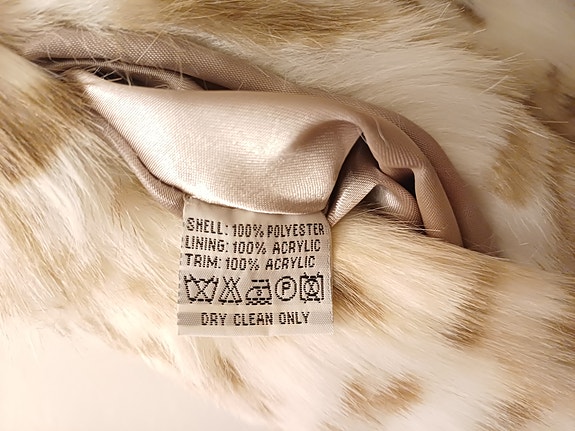 SHELL: 100% POLYESTER
LINING: 100% ACRYLIC
TRIM: 100% ACRYLIC
P
DRY CLEAN ONLY